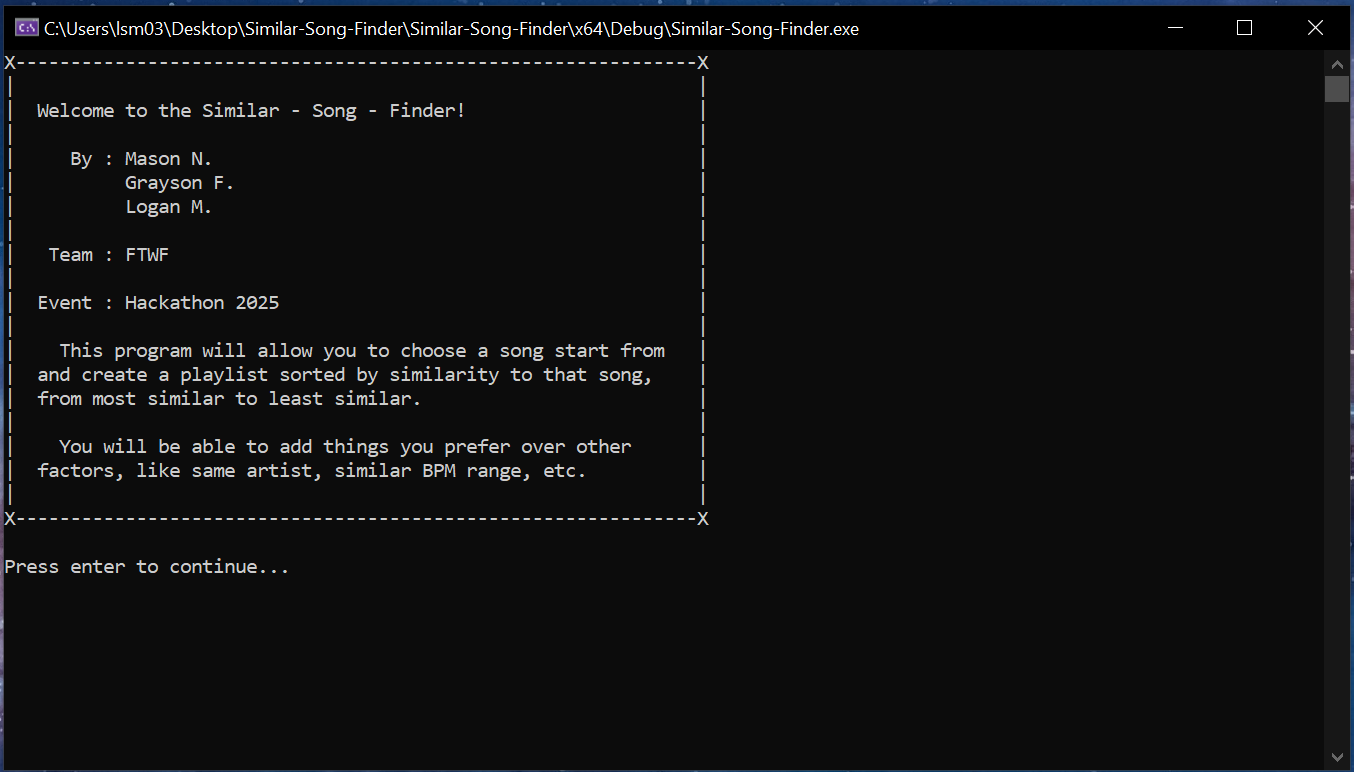 C:\Users\lsm03\Desktop\Similar-Song-Finder\Similar-Song-Finder\x64\Debug\Similar-Song-Finder.exe
X--------------------------------------------------------------X
|                                                              |
|  Welcome to the Similar - Song - Finder!                     |
|                                                              |
|     By : Mason N.                                            |
|          Grayson F.                                          |
|          Logan M.                                            |
|                                                              |
|   Team : FTWF                                                |
|                                                              |
|  Event : Hackathon 2025                                      |
|                                                              |
|    This program will allow you to choose a song start from   |
|  and create a playlist sorted by similarity to that song,    |
|  from most similar to least similar.                         |
|                                                              |
|    You will be able to add things you prefer over other      |
|  factors, like same artist, similar BPM range, etc.          |
|                                                              |
X--------------------------------------------------------------X
Press enter to continue...